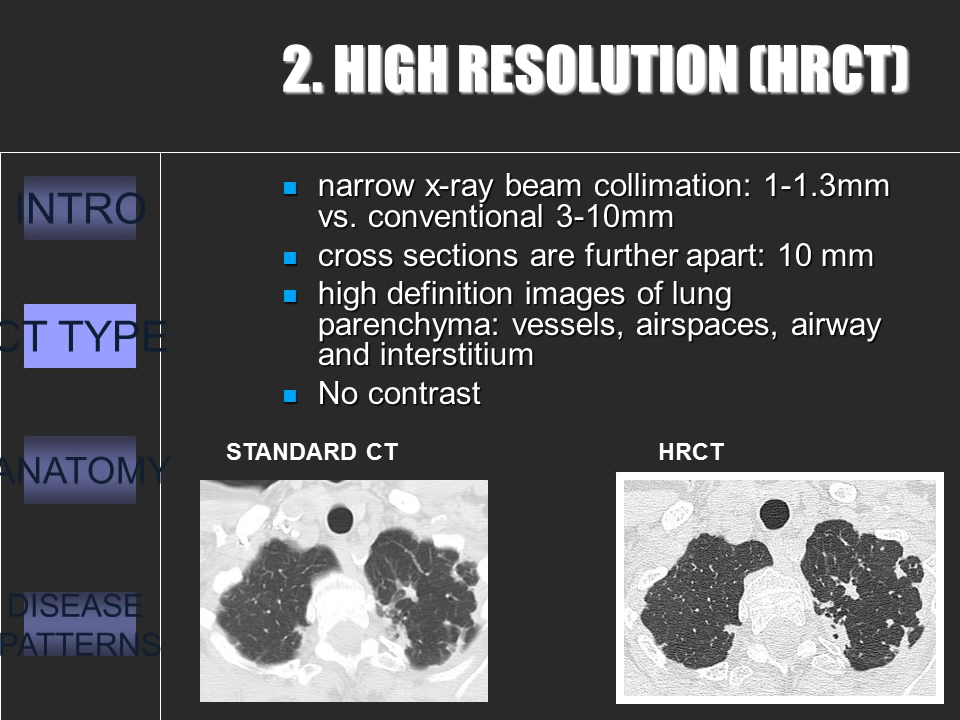 2. HIGH RESOLUTION (HRCT)
INTRO
CT TYPE
ANATOMY
DISEASE
PATTERNS
narrow x-ray beam collimation: 1-1.3mm
vs. conventional 3-10mm
cross sections are further apart: 10 mm
high definition images of lung
parenchyma: vessels, airspaces, airway
and interstitium
No contrast
STANDARD CT
HRCT